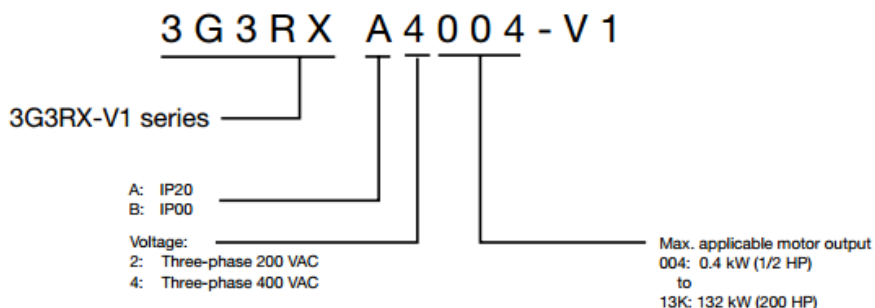 3G3RX A4004-V1
3G3RX-V1 series
A: IP20
B: IP00
Voltage:
2: Three-phase 200 VAC
4: Three-phase 400 VAC
Max. applicable motor output
004: 0.4 kW (1/2 HP)
to
13K: 132 kW (200 HP)